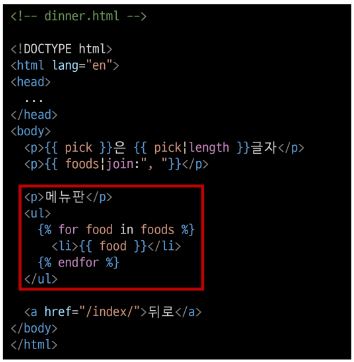 <!-- dinner.html -->
<!DOCTYPE html>
<html lang="en">
<head>
...
</head>
<body>
<p>{{ pick }}은 {{ pick|length }}글자</p>
<p>{{ foods|join:", "}}</p>
<p>메뉴판</p>
<ul>
{% for food in foods %}
<li>{{ food }}</li>
{% endfor %}
</ul>
<a href="/index/">뒤로</a>
</body>
</html>